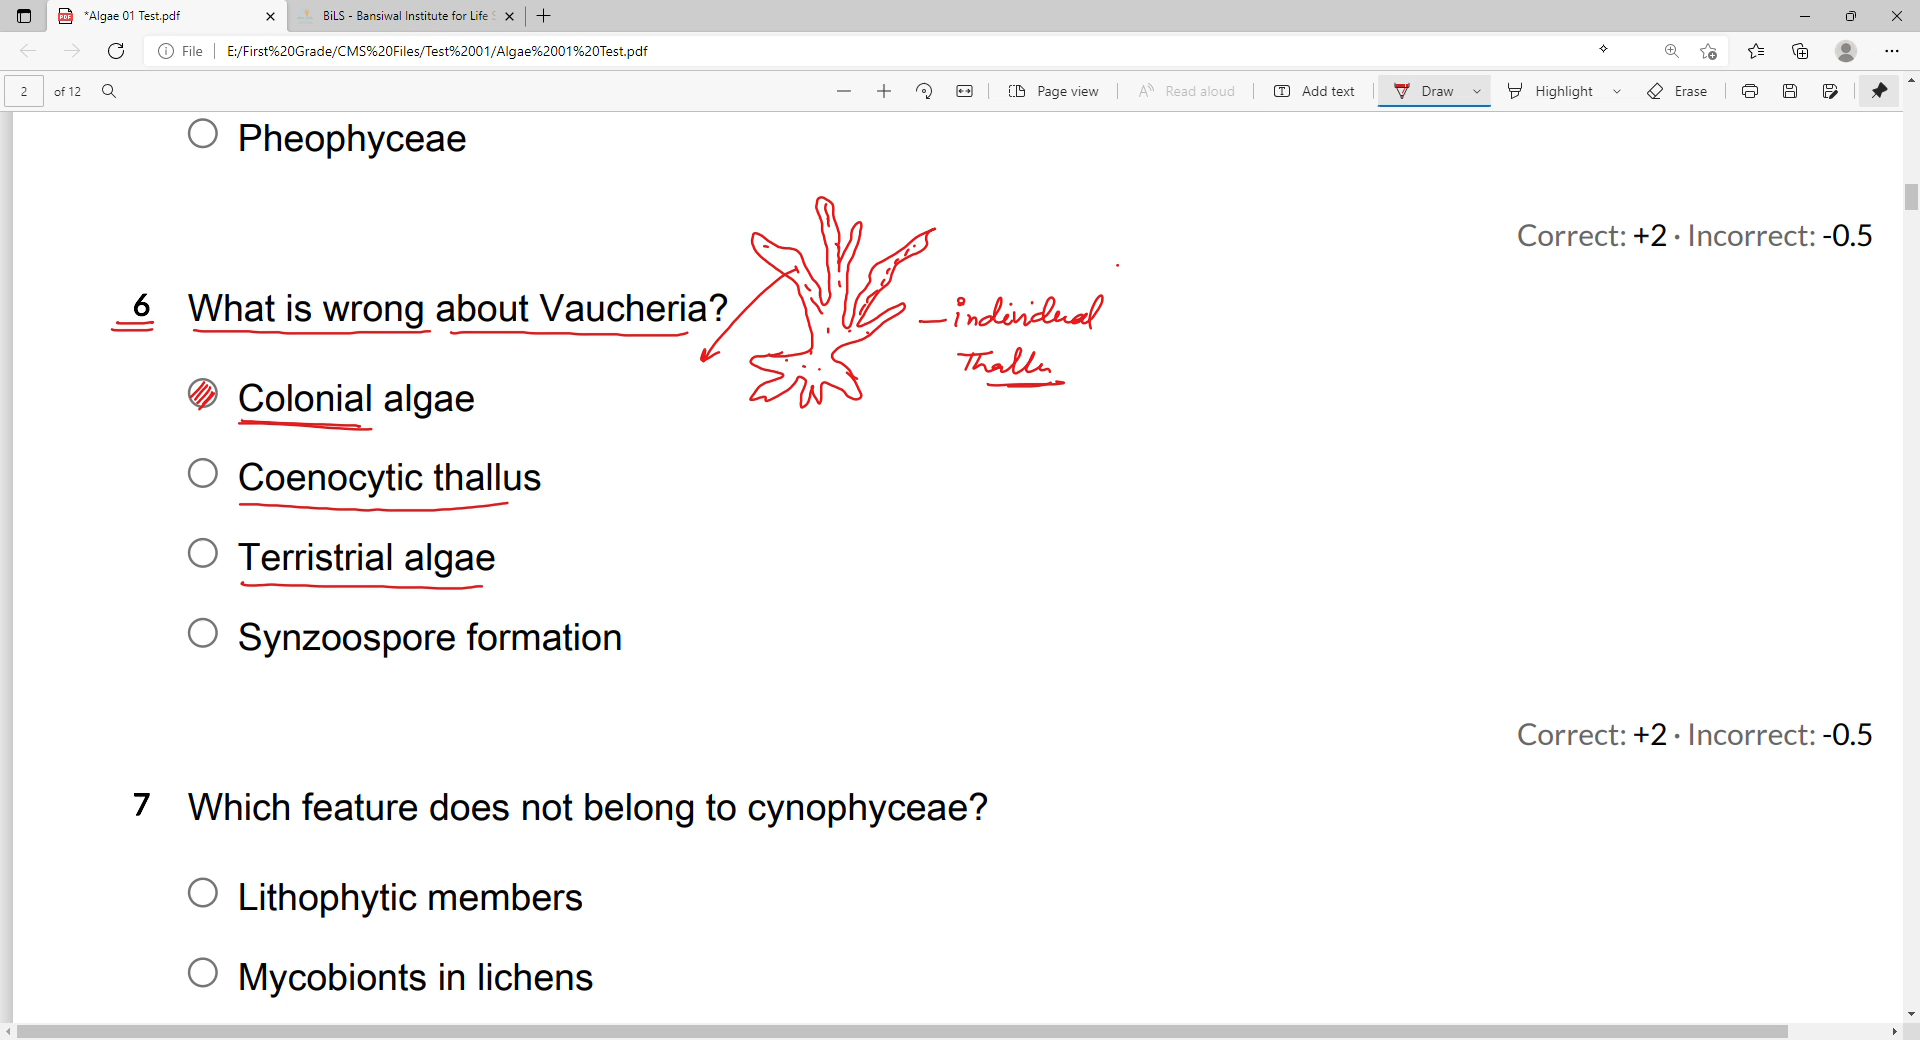 *Algae 01 Test.pdf
BiLS - Bansiwal Institute for Life S
File
E:/First%20Grade/CMS%20Files/Test%2001/Algae%2001%20Test.pdf
2 of 12
Page view
Read aloud
Add text
Draw
Highlight
Erase
Pheophyceae
Correct: +2 · Incorrect: -0.5
6 What is wrong about Vaucheria?
individual
Colonial algae
Coenocytic thallus
Terristrial algae
Synzoospore formation
Correct: +2 · Incorrect: -0.5
7 Which feature does not belong to cynophyceae?
Lithophytic members
Mycobionts in lichens